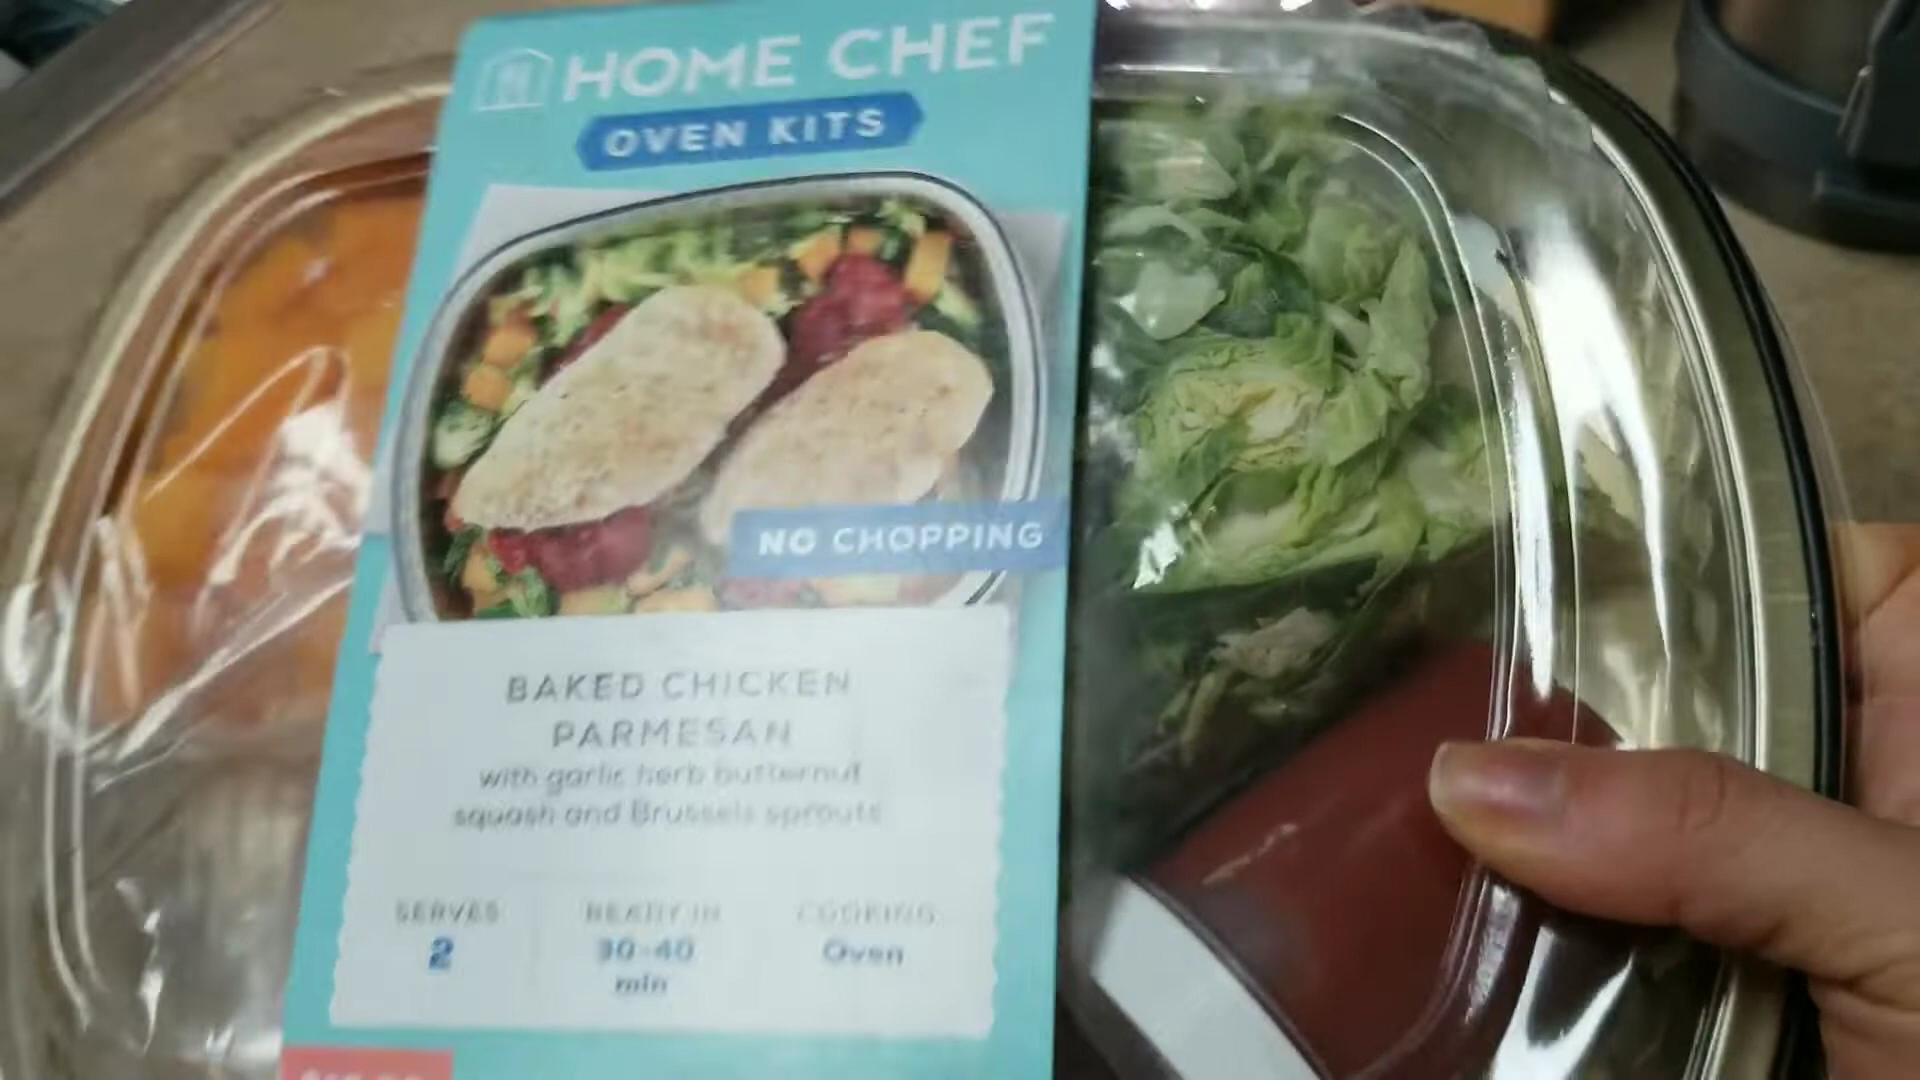 HOME CHEF
OVEN KITS
NO CHOPPING
BAKED CHICKEN
PARMESAN
with garlic herb butternut
squash and Brussels sprouts
SERVES
2
READY IN
30-40
min
COOKING
Oven